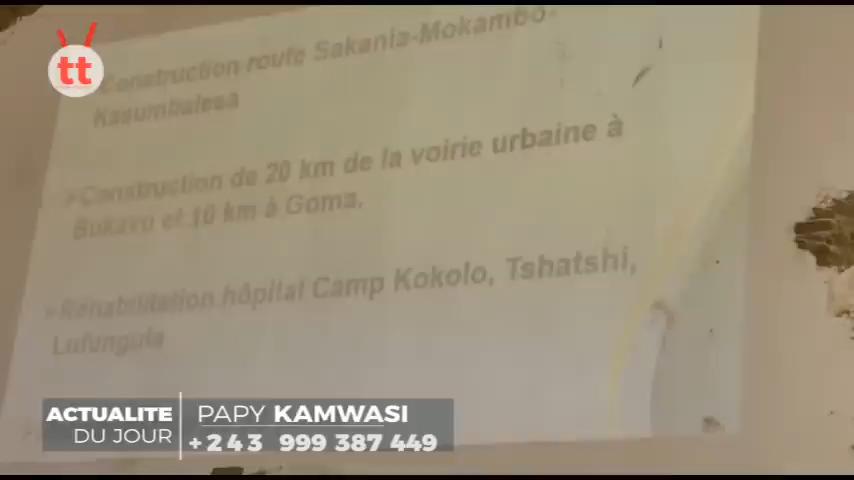 tt
Construction route Sakania-Mokambo-
Kasumbalesa
Construction de 20 km de la voirie urbaine à
Bukavu et 10 km à Goma.
Réhabilitation hôpital Camp Kokolo, Tshatshi,
Lufungula
ACTUALITE
DU JOUR
PAPY KAMWASI
+243 999 387 449